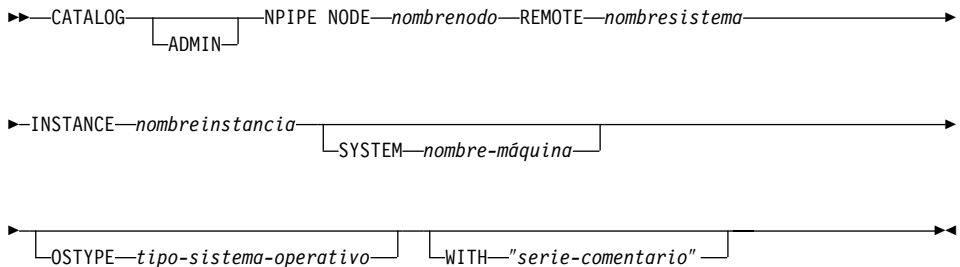 CATALOG NPIPE NODE nombrenodo REMOTE nombresistema
ADMIN
INSTANCE nombreinstancia
SYSTEM nombre-máquina
OSTYPE tipo-sistema-operativo WITH "serie-comentario"